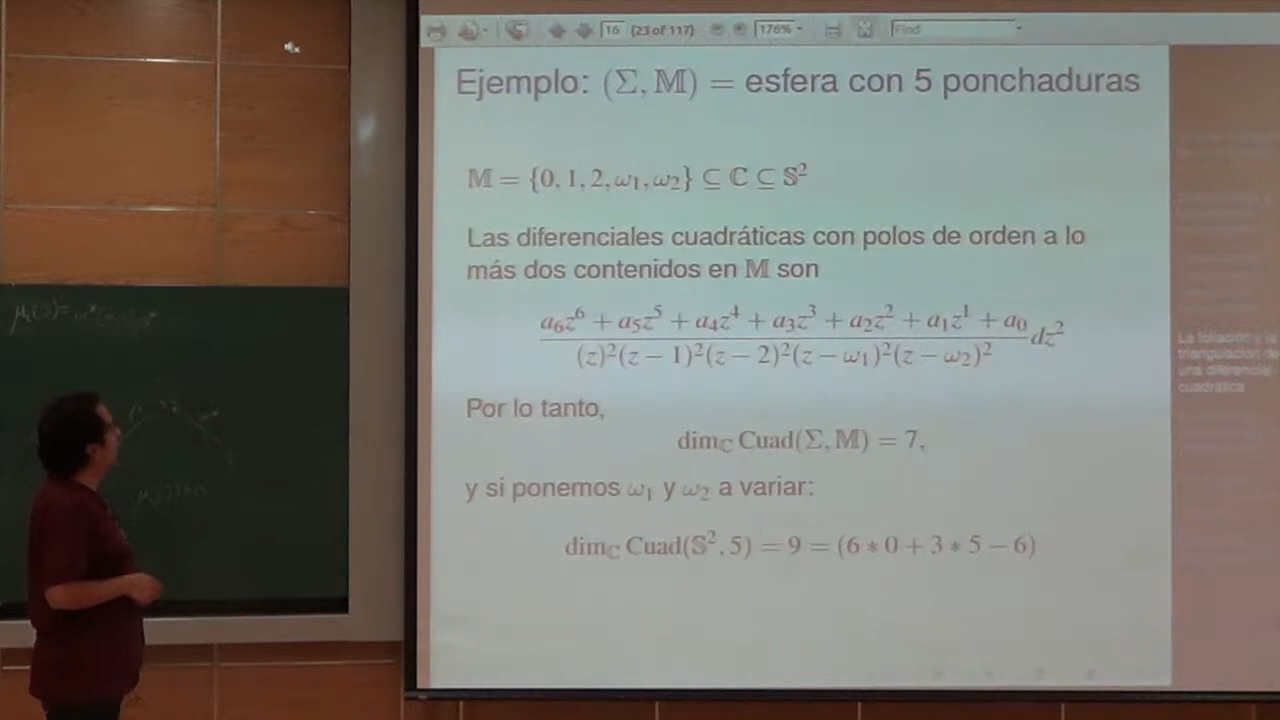 16 (23 of 117) 176% Find
Ejemplo: (Σ, 𝕄) = esfera con 5 ponchaduras
𝕄 = {0, 1, 2, ω₁, ω₂} ⊆ ℂ ⊆ 𝕊²
Las diferenciales cuadráticas con polos de orden a lo
más dos contenidos en 𝕄 son
a₆z⁶ + a₅z⁵ + a₄z⁴ + a₃z³ + a₂z² + a₁z¹ + a₀
(z)²(z − 1)²(z − 2)²(z − ω₁)²(z − ω₂)² dz²
Por lo tanto,
dim_ℂ Cuad(Σ, 𝕄) = 7,
y si ponemos ω₁ y ω₂ a variar:
dim_ℂ Cuad(𝕊², 5) = 9 = (6 * 0 + 3 * 5 − 6)
La foliación y la
triangulación de
una diferencial
cuadrática